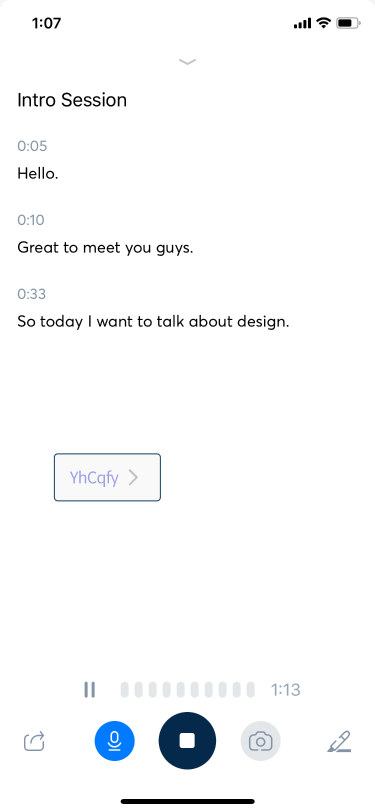 1:07
Intro Session
0:05
Hello.
0:10
Great to meet you guys.
0:33
So today I want to talk about design.
YhCqfy
1:13